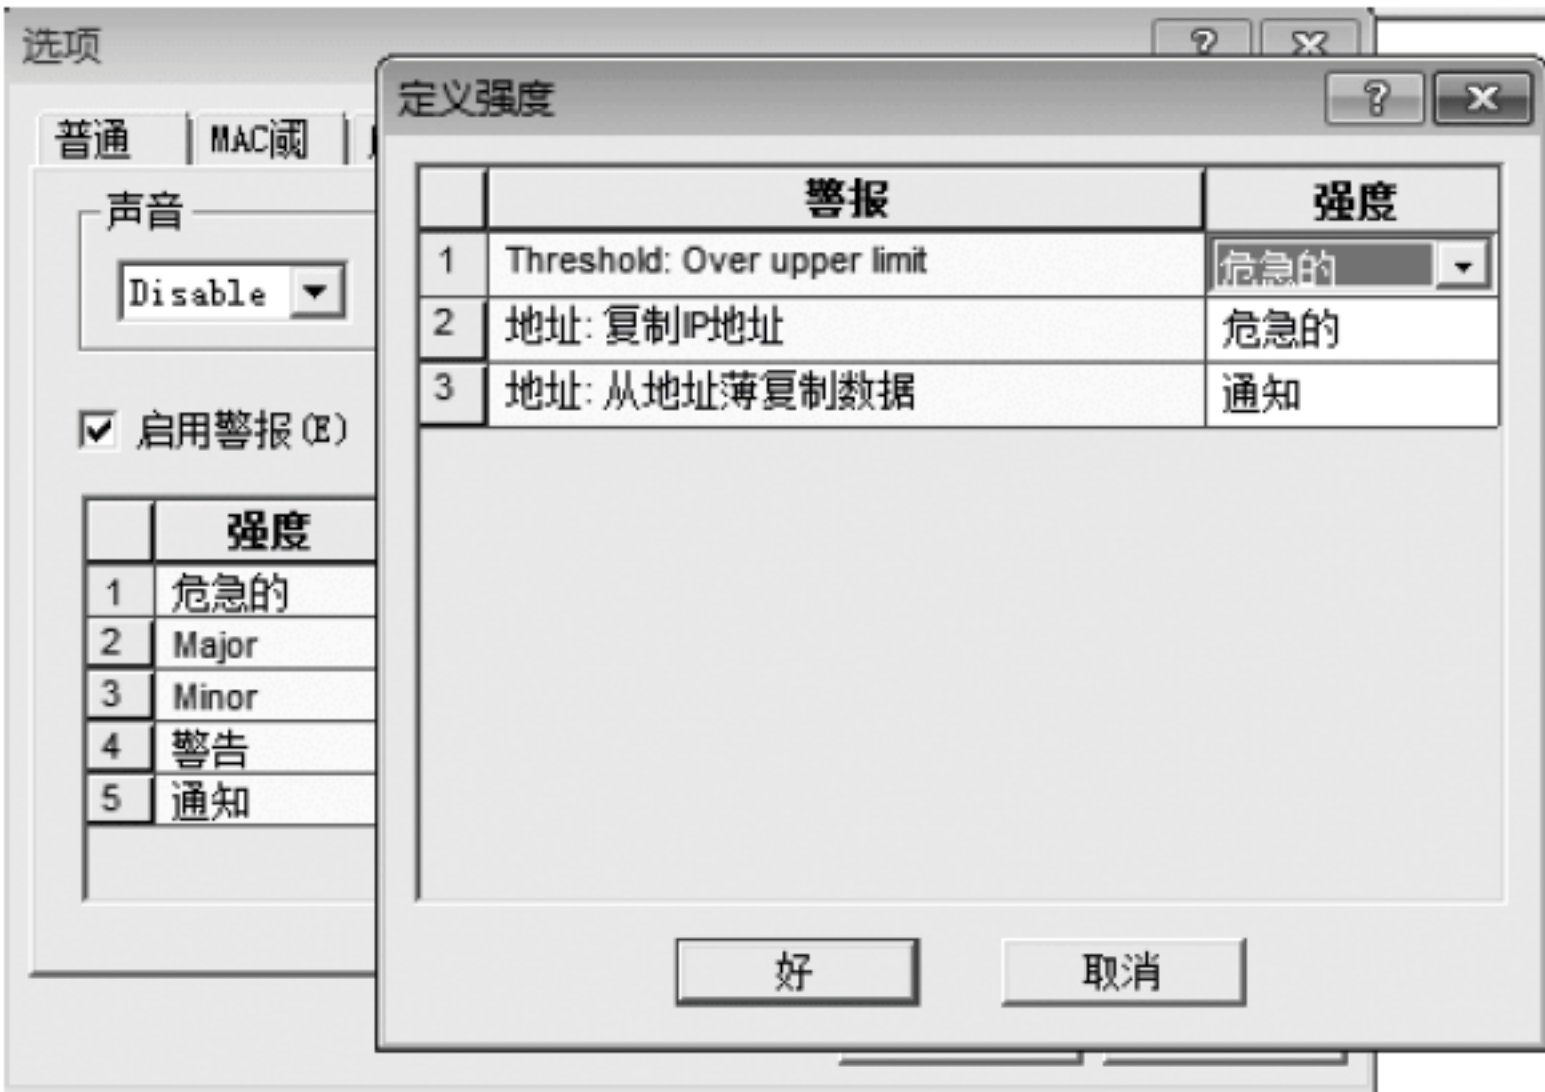 选项
普通
MAC阈
声音
Disable
启用警报(E)
强度
1 危急的
2 Major
3 Minor
4 警告
5 通知
定义强度
警报 强度
1 Threshold: Over upper limit 危急的
2 地址: 复制IP地址 危急的
3 地址: 从地址薄复制数据 通知
好 取消